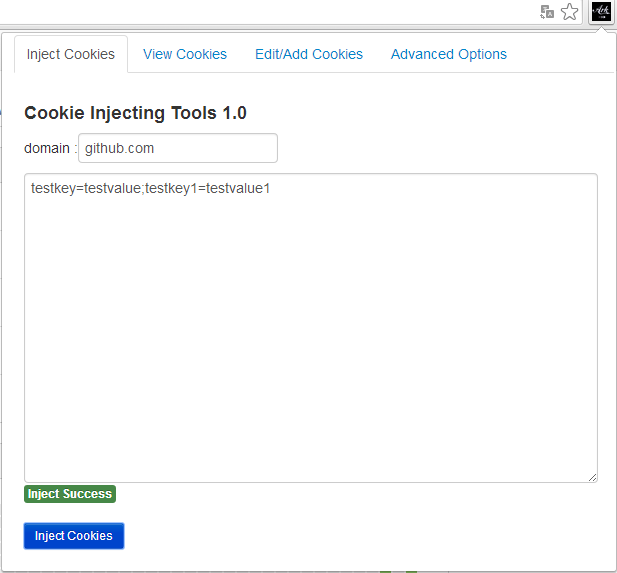 Inject Cookies View Cookies Edit/Add Cookies Advanced Options
Cookie Injecting Tools 1.0
domain : github.com
testkey=testvalue;testkey1=testvalue1
Inject Success
Inject Cookies